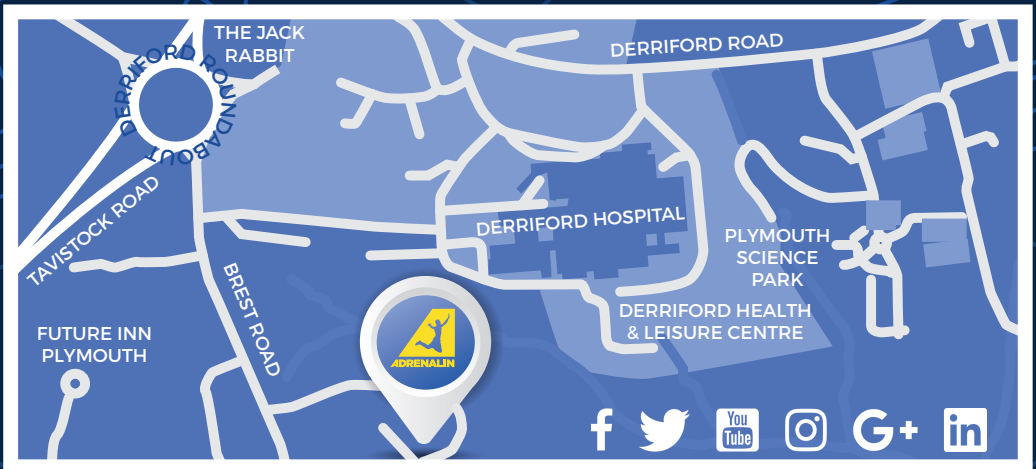 THE JACK
RABBIT
DERRIFORD ROAD
DERRIFORD ROUNDABOUT
TAVISTOCK ROAD
DERRIFORD HOSPITAL
PLYMOUTH
SCIENCE
PARK
BREST ROAD
DERRIFORD HEALTH
& LEISURE CENTRE
FUTURE INN
PLYMOUTH
ADRENALIN
f
You
Tube
G+
in